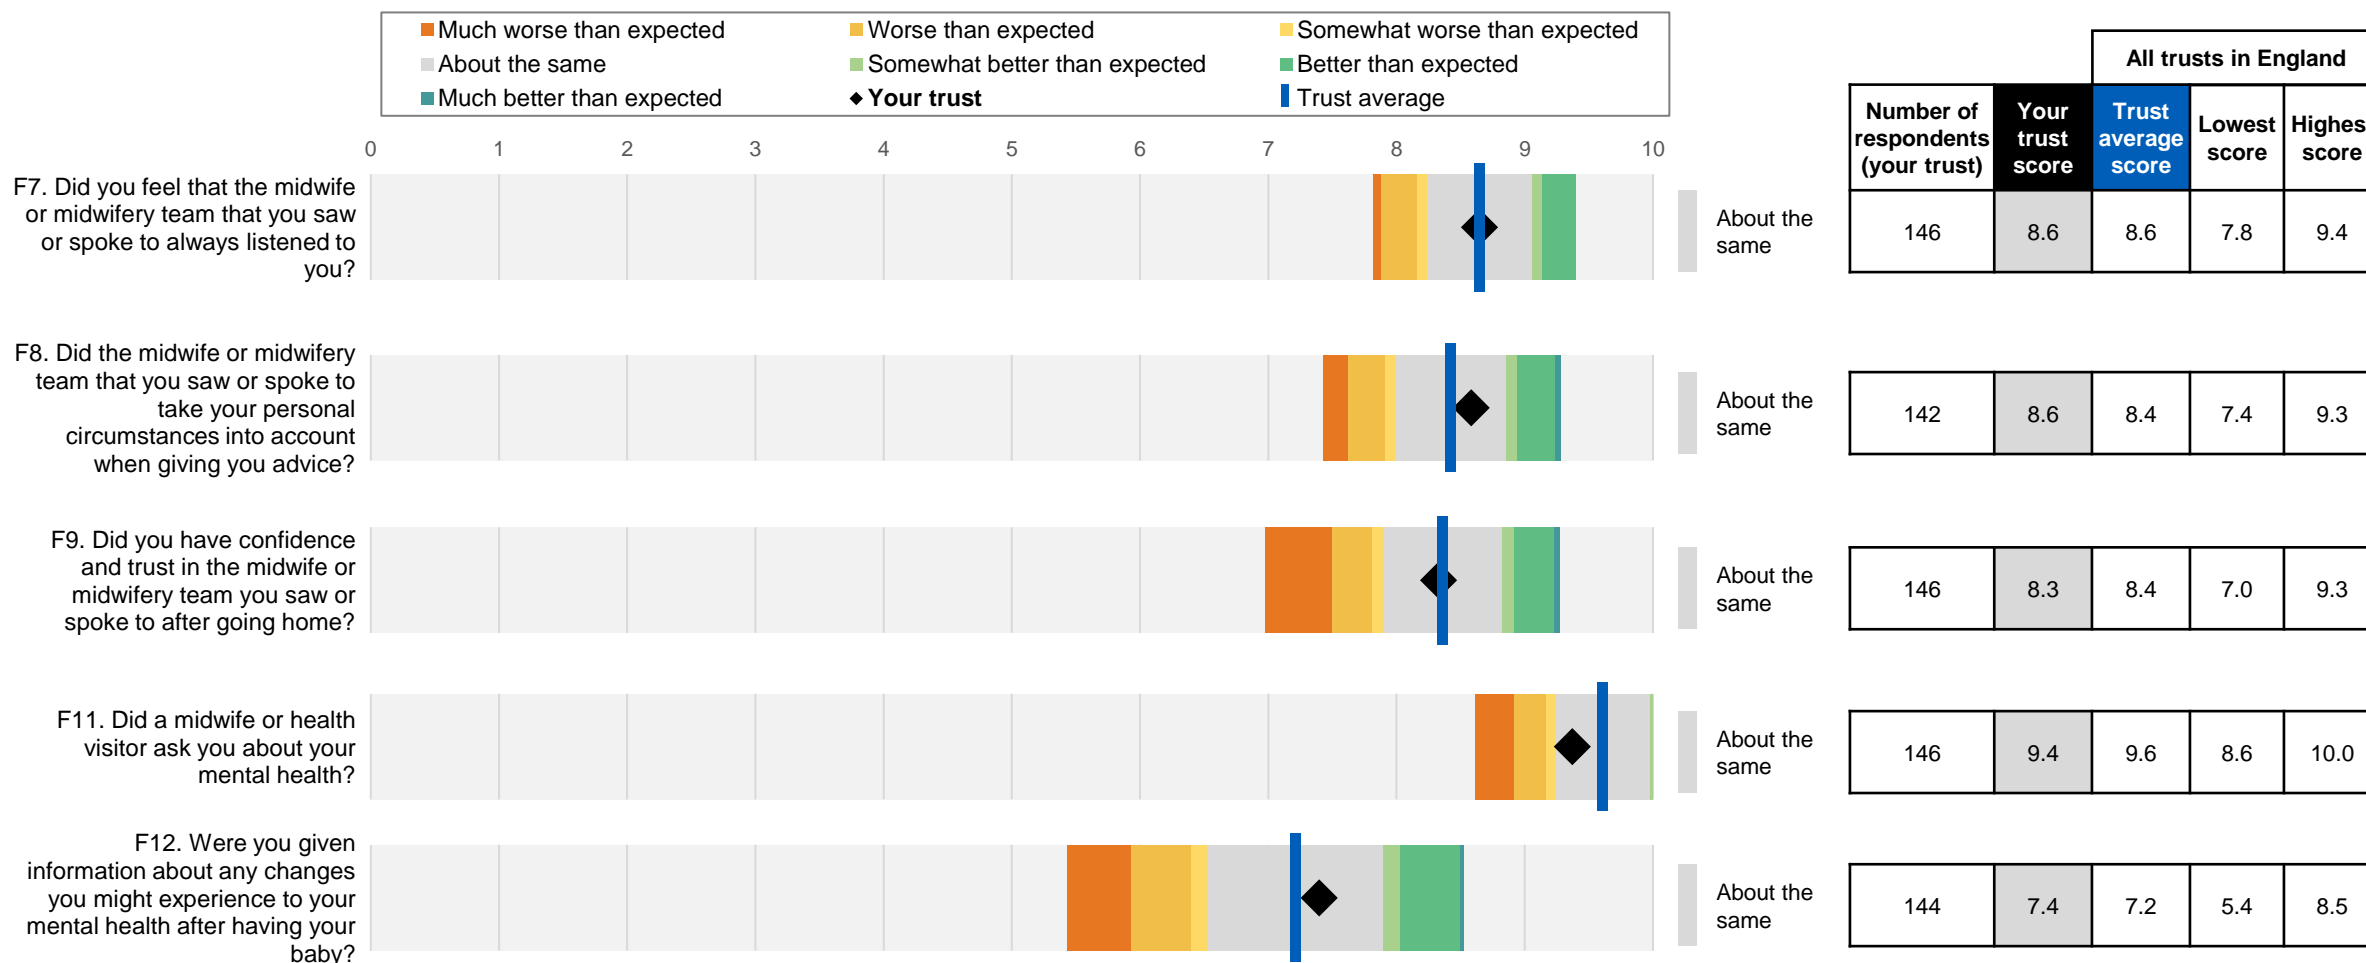 Much worse than expected
Worse than expected
Somewhat worse than expected
About the same
Somewhat better than expected
Better than expected
Much better than expected
Your trust
Trust average
All trusts in England
Number of respondents (your trust)
Your trust score
Trust average score
Lowest score
Highes score
0 1 2 3 4 5 6 7 8 9 10
F7. Did you feel that the midwife
or midwifery team that you saw
or spoke to always listened to
you?
About the
same
146 8.6 8.6 7.8 9.4
F8. Did the midwife or midwifery
team that you saw or spoke to
take your personal
circumstances into account
when giving you advice?
About the
same
142 8.6 8.4 7.4 9.3
F9. Did you have confidence
and trust in the midwife or
midwifery team you saw or
spoke to after going home?
About the
same
146 8.3 8.4 7.0 9.3
F11. Did a midwife or health
visitor ask you about your
mental health?
About the
same
146 9.4 9.6 8.6 10.0
F12. Were you given
information about any changes
you might experience to your
mental health after having your
baby?
About the
same
144 7.4 7.2 5.4 8.5